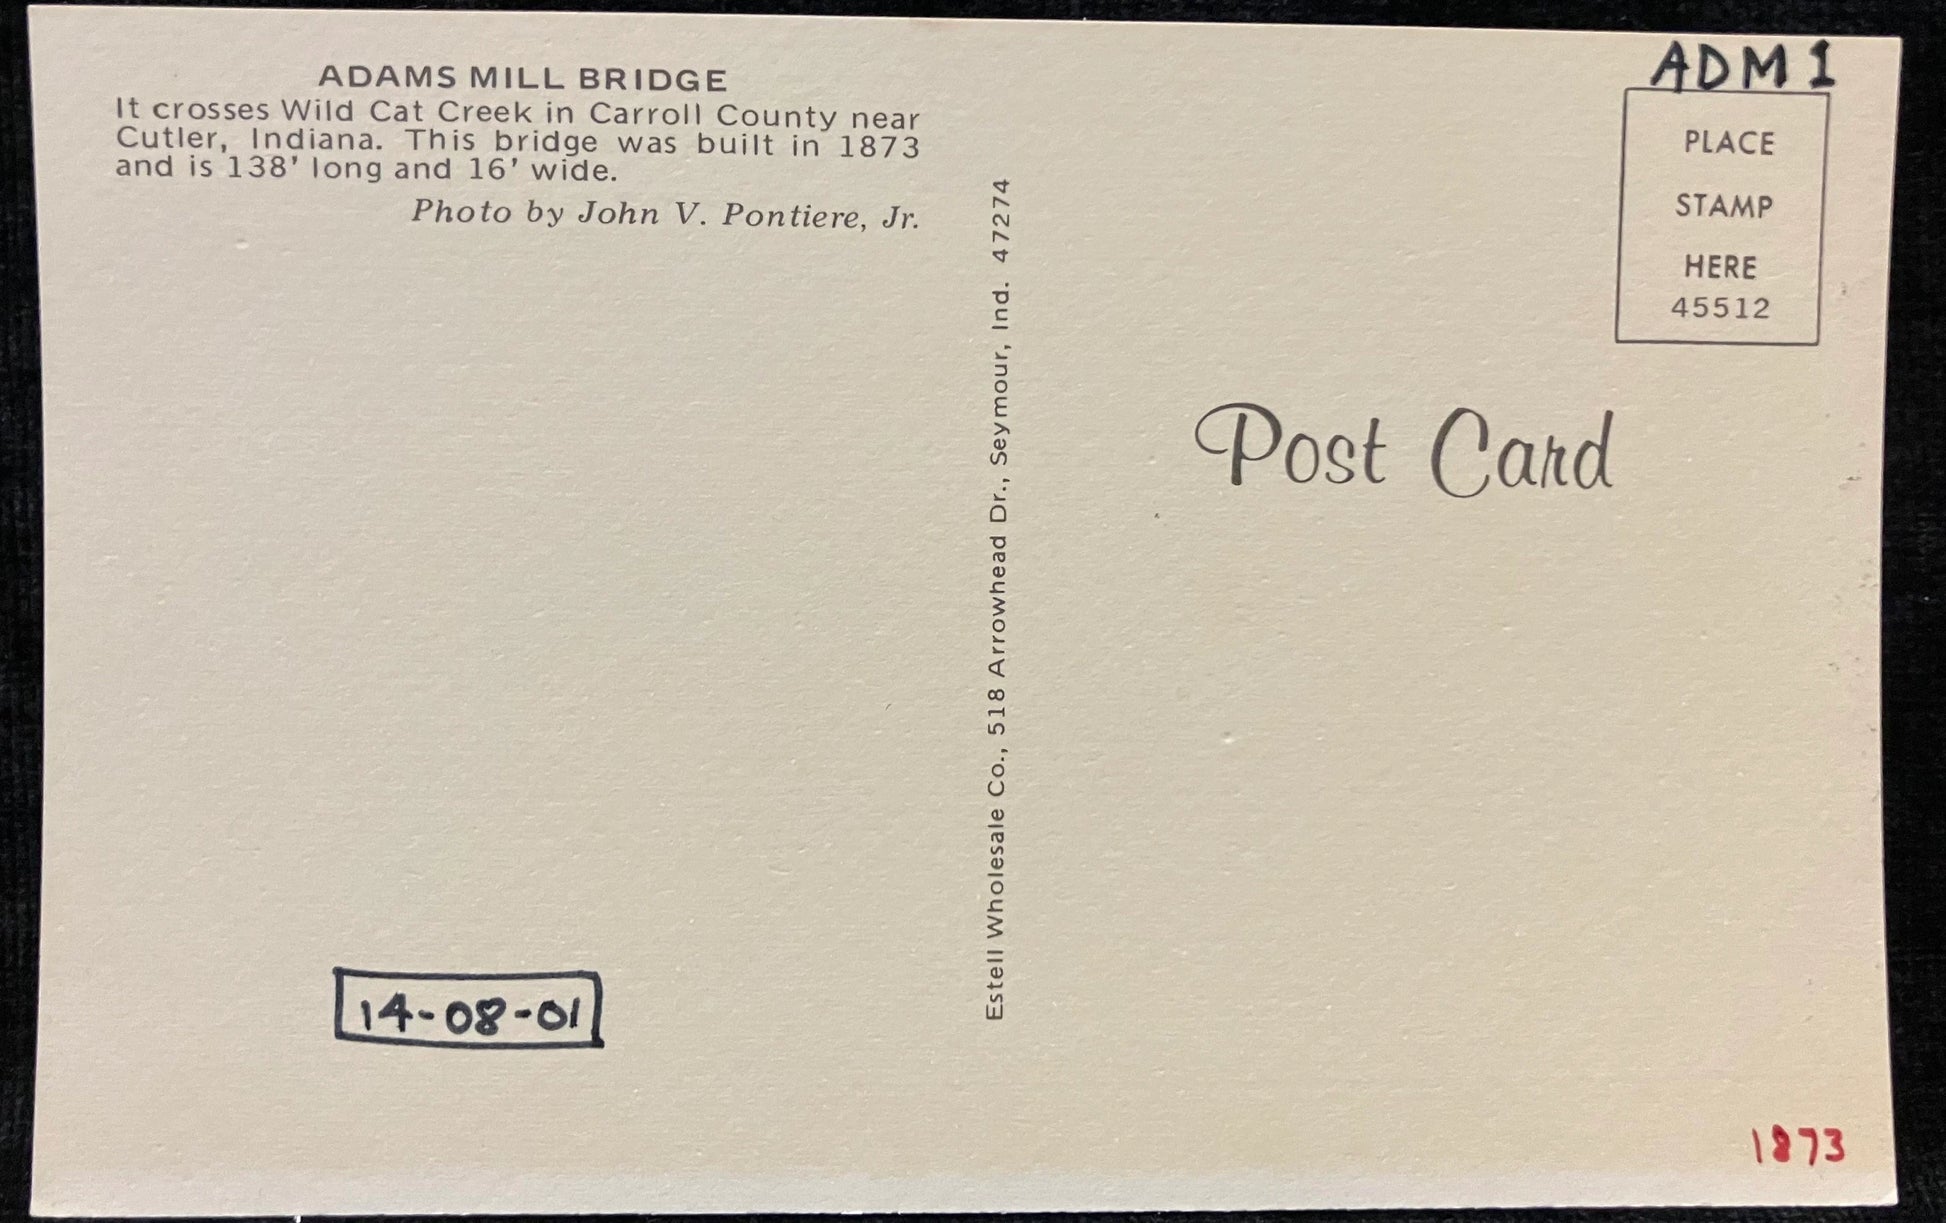 ADAMS MILL BRIDGE
It crosses Wild Cat Creek in Carroll County near
Cutler, Indiana. This bridge was built in 1873
and is 138' long and 16' wide.
Photo by John V. Pontiere, Jr.
14-08-01
Estell Wholesale Co., 518 Arrowhead Dr., Seymour, Ind. 47274
ADM 1
PLACE
STAMP
HERE
45512
Post Card
1873